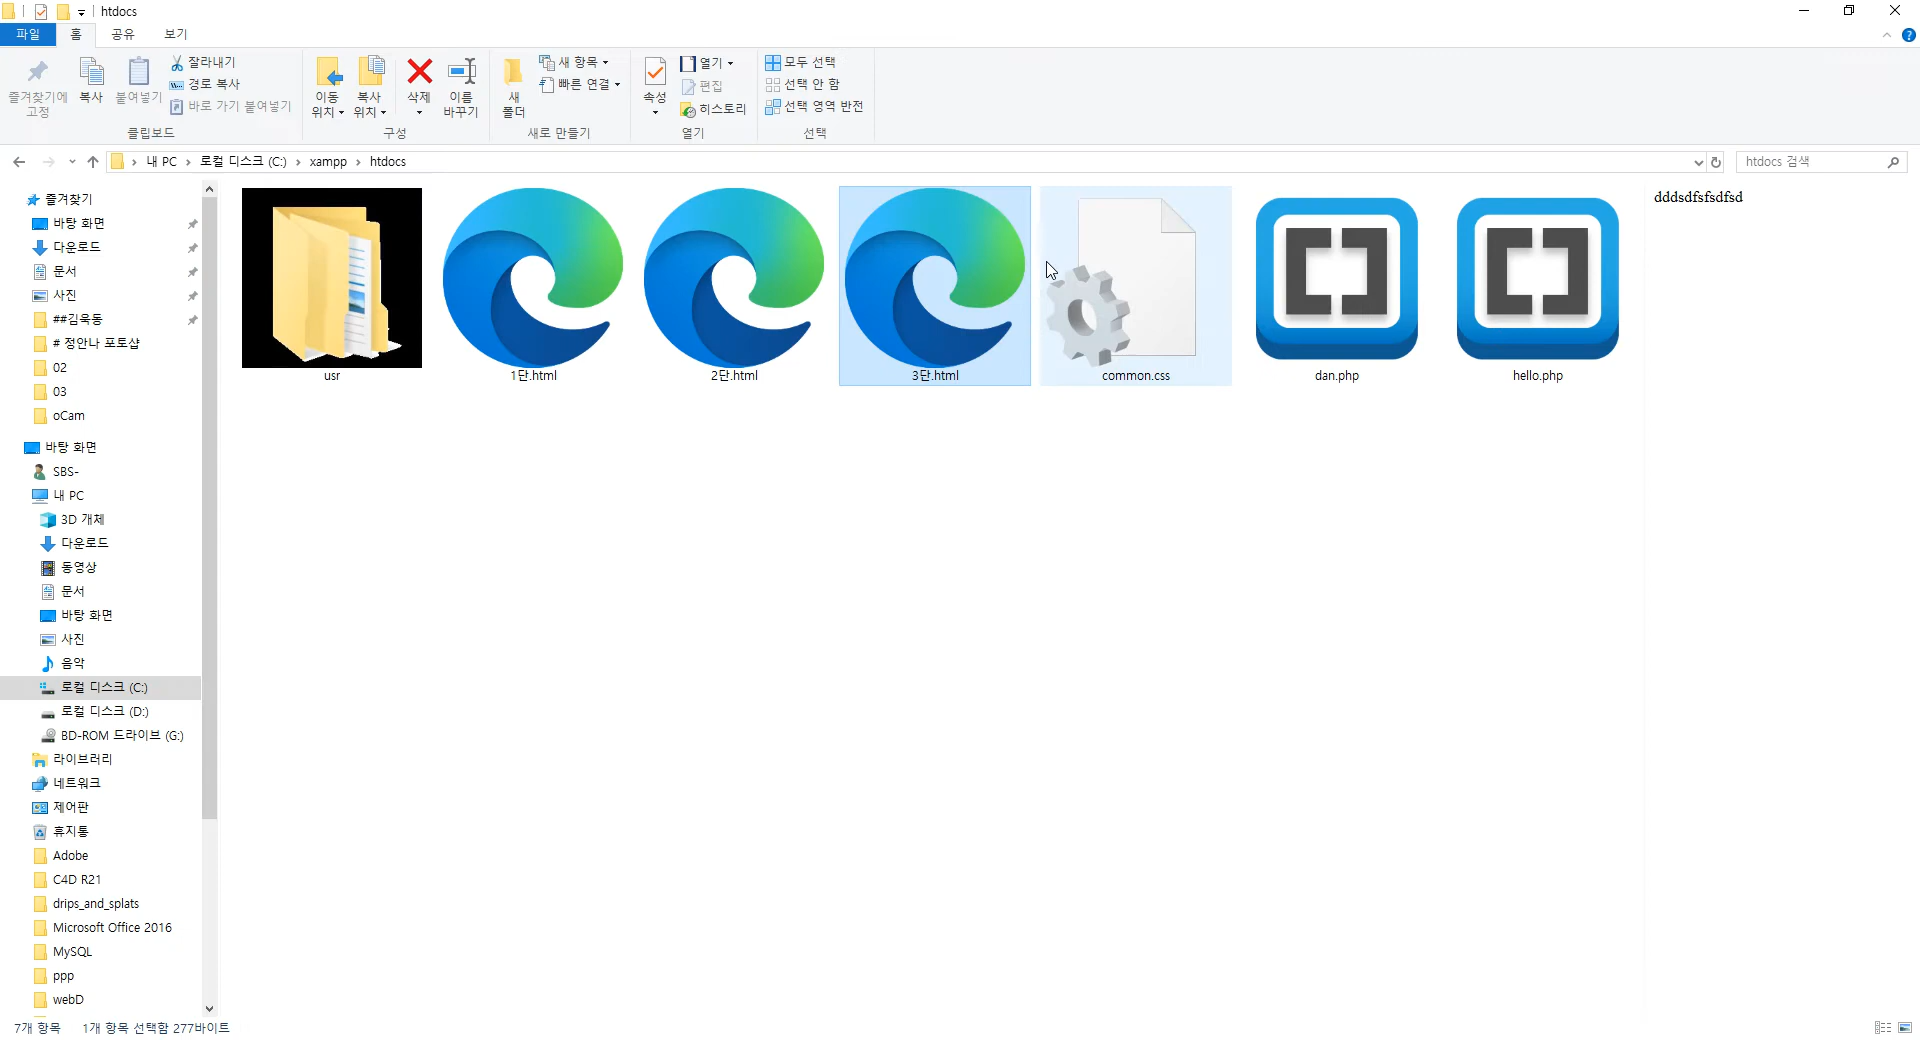 htdocs
파일
홈
공유
보기
즐겨찾기에
고정
복사
붙여넣기
잘라내기
경로 복사
바로 가기 붙여넣기
클립보드
이동
위치
복사
위치
삭제
이름
바꾸기
구성
새
폴더
새 항목
빠른 연결
새로 만들기
속성
열기
편집
히스토리
열기
모두 선택
선택 안 함
선택 영역 반전
선택
내 PC
로컬 디스크 (C:)
xampp
htdocs
htdocs 검색
즐겨찾기
바탕 화면
다운로드
문서
사진
##김욱동
# 정안나 포토샵
02
03
oCam
바탕 화면
SBS-
내 PC
3D 개체
다운로드
동영상
문서
바탕 화면
사진
음악
로컬 디스크 (C:)
로컬 디스크 (D:)
BD-ROM 드라이브 (G:)
라이브러리
네트워크
제어판
휴지통
Adobe
C4D R21
drips_and_splats
Microsoft Office 2016
MySQL
ppp
webD
usr
1단.html
2단.html
3단.html
common.css
dan.php
hello.php
dddsdfsfsdfsd
7개 항목
1개 항목 선택함 277바이트